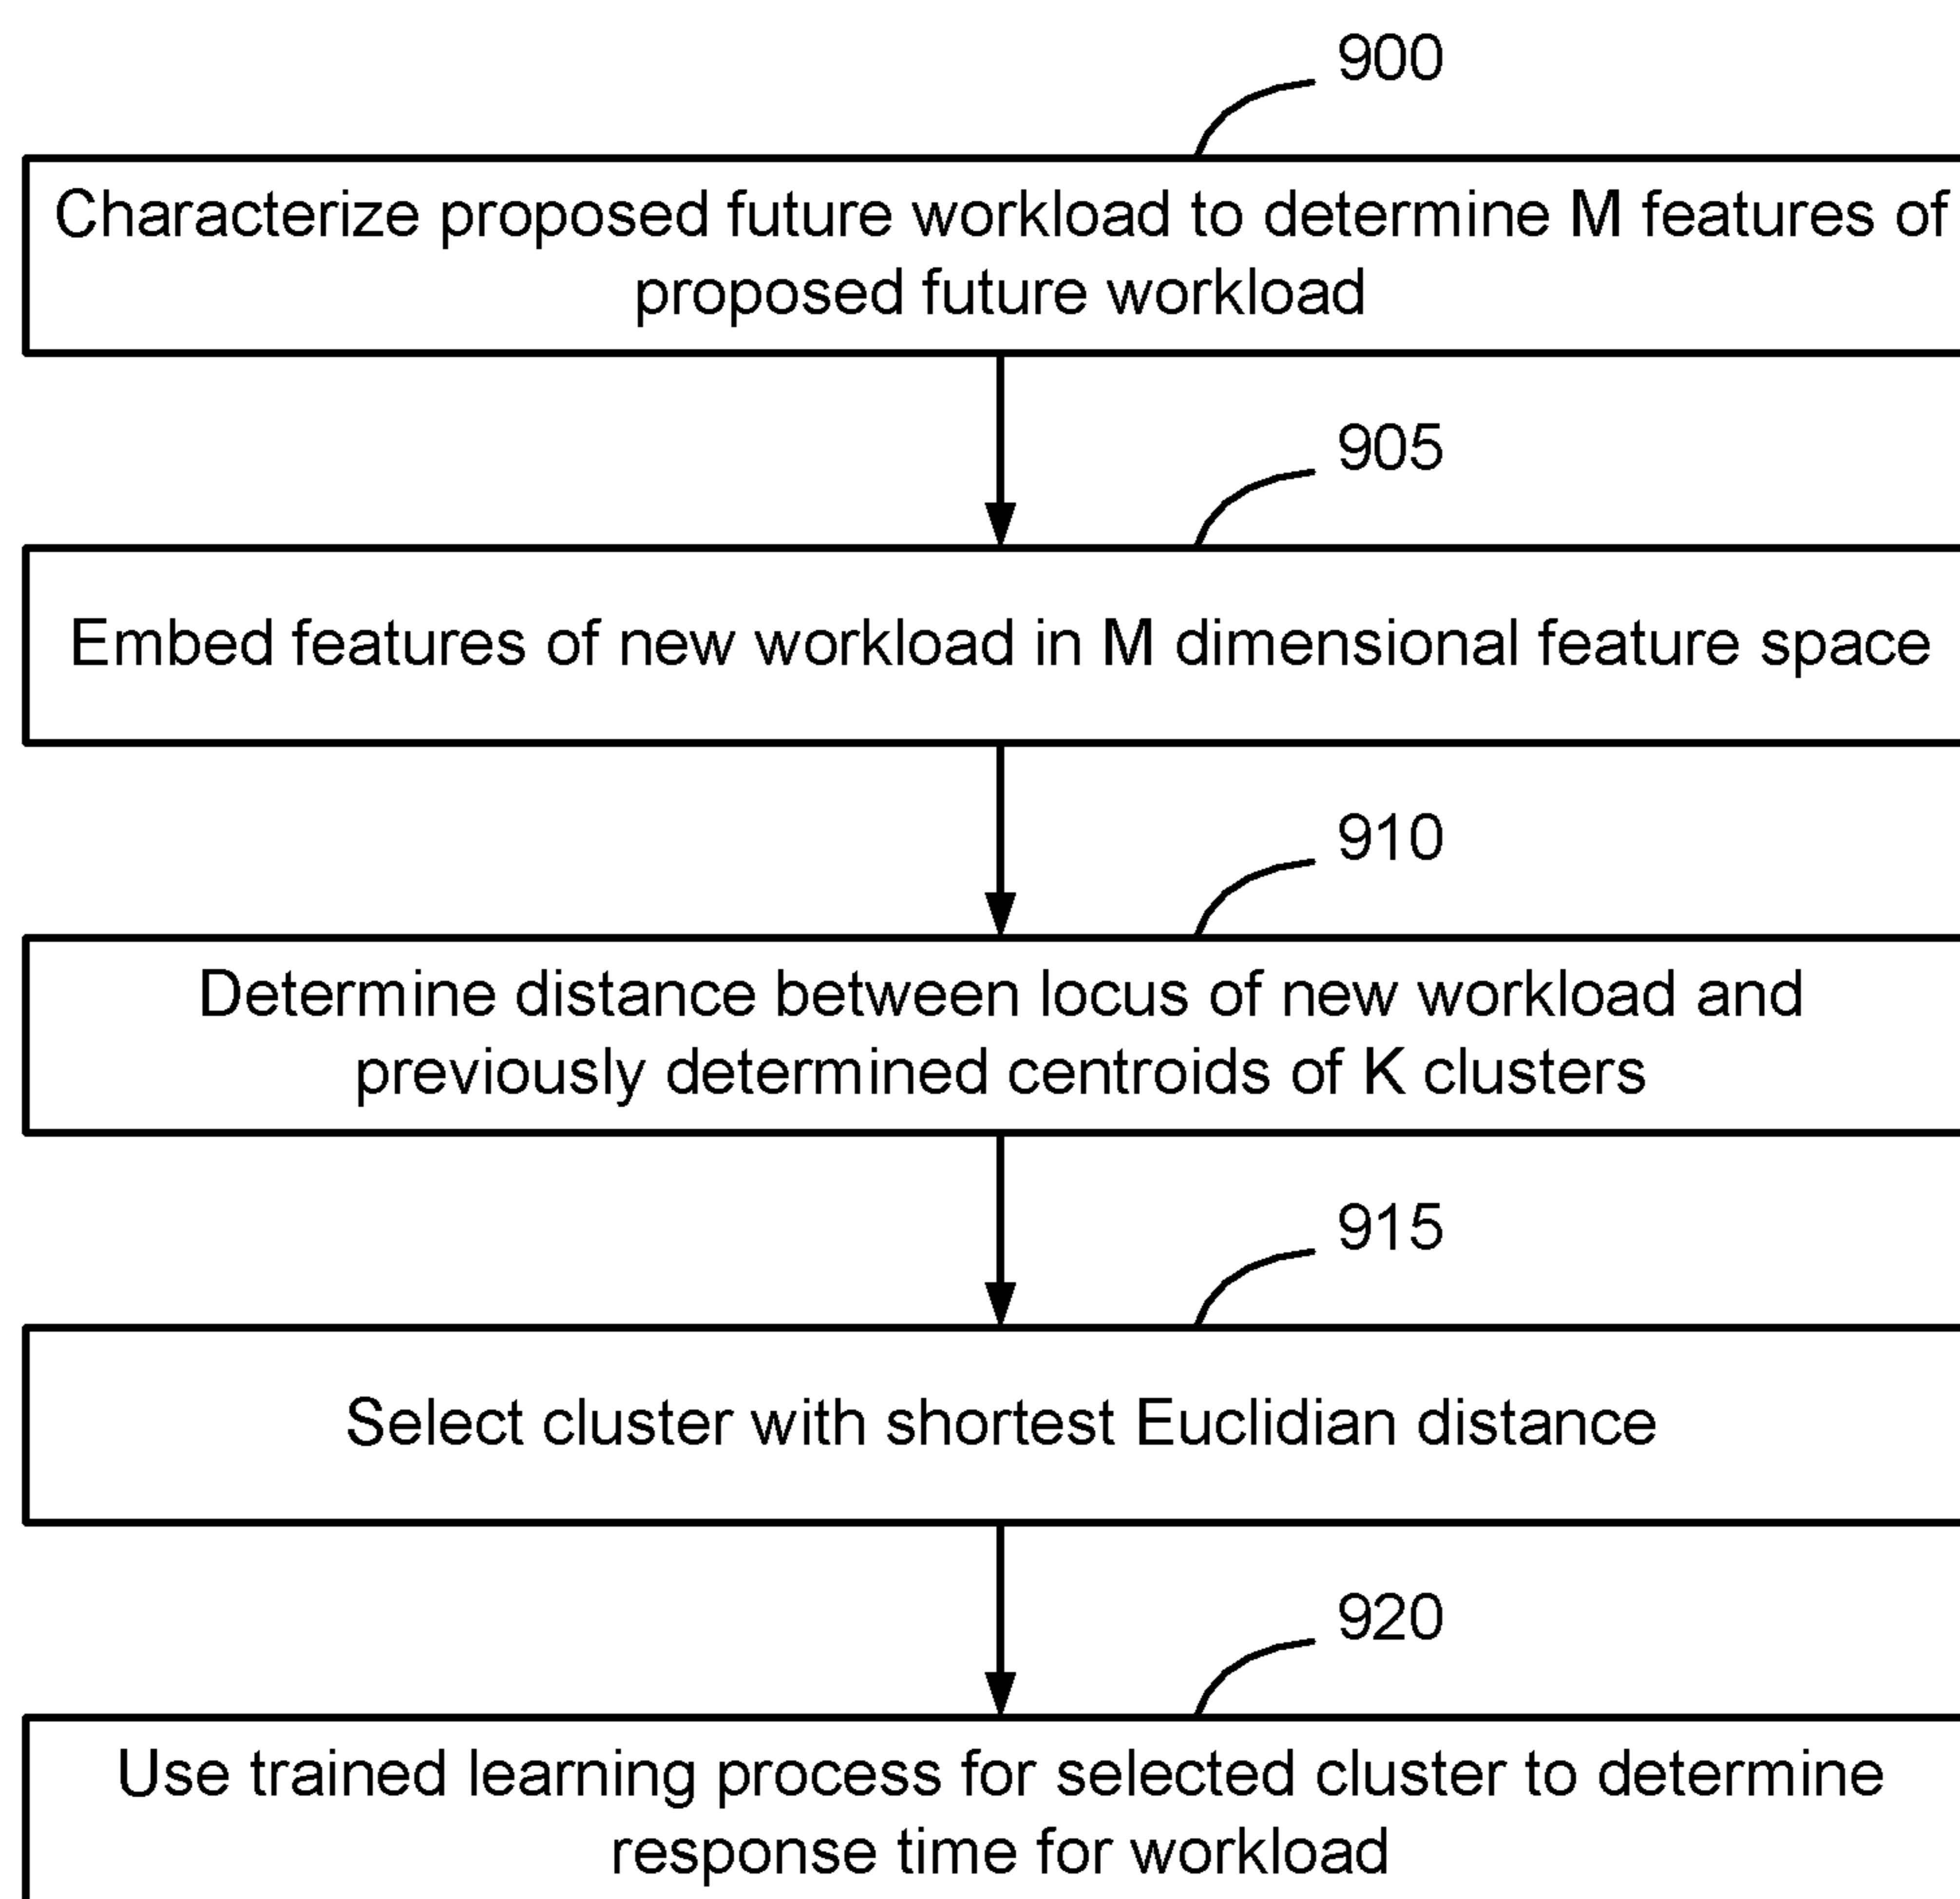 900
Characterize proposed future workload to determine M features of
proposed future workload
905
Embed features of new workload in M dimensional feature space
910
Determine distance between locus of new workload and
previously determined centroids of K clusters
915
Select cluster with shortest Euclidian distance
920
Use trained learning process for selected cluster to determine
response time for workload